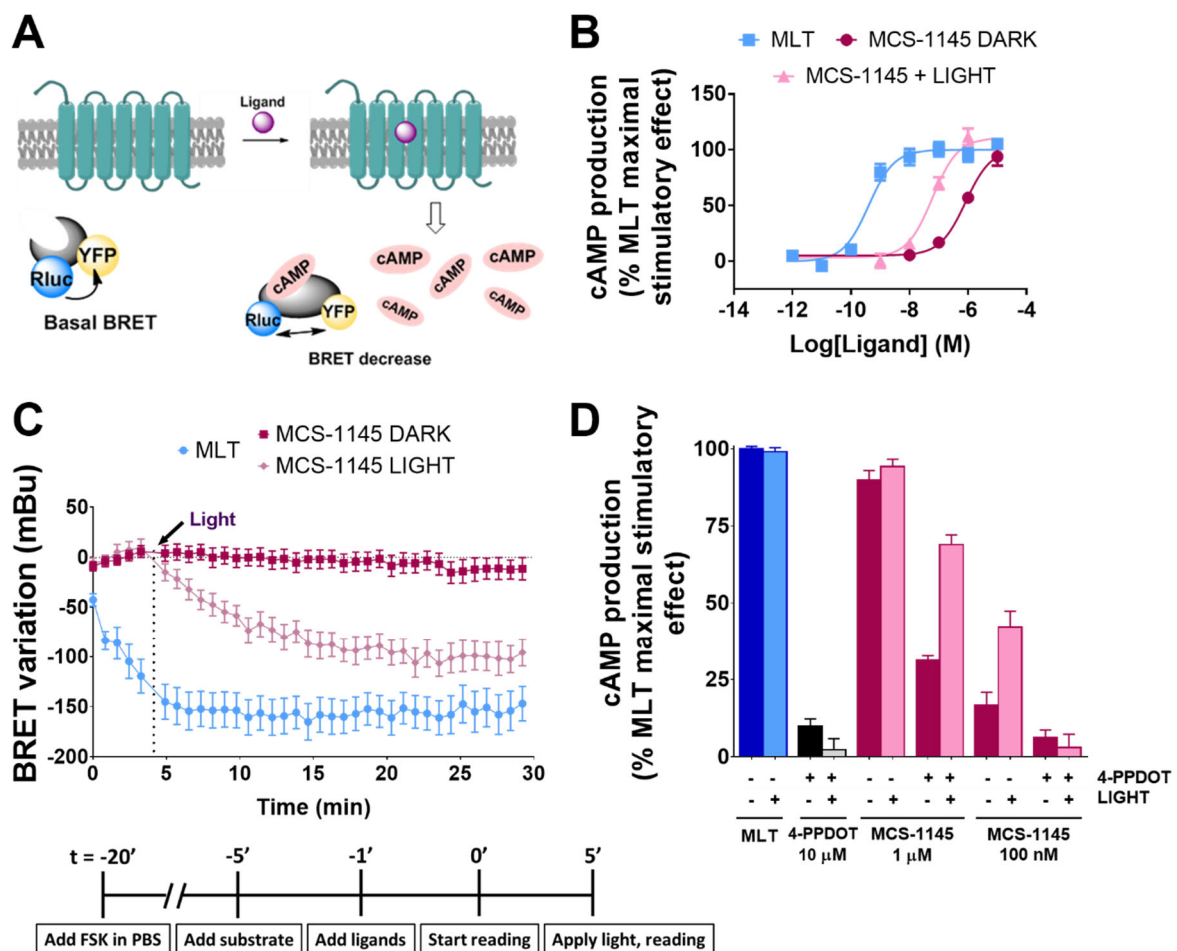 A
Ligand
YFP
Rluc
Basal BRET
cAMP
Rluc
YFP
cAMP
cAMP
cAMP
cAMP
cAMP
BRET decrease
B
MLT
MCS-1145 DARK
MCS-1145 + LIGHT
cAMP production
(% MLT maximal
stimulatory effect)
150
100
50
0
-14
-12
-10
-8
-6
-4
Log[Ligand] (M)
C
MLT
MCS-1145 DARK
MCS-1145 LIGHT
BRET variation (mBu)
50
0
-50
-100
-150
-200
Light
0
5
10
15
20
25
30
Time (min)
t = -20'
-5'
-1'
0'
5'
Add FSK in PBS
Add substrate
Add ligands
Start reading
Apply light, reading
D
cAMP production
(% MLT maximal stimulatory
effect)
100
75
50
25
0
- - + + - - + + - - + + 4-PPDOT
- + - + - + - + - + - + LIGHT
MLT
4-PPDOT
10 μM
MCS-1145
1 μM
MCS-1145
100 nM